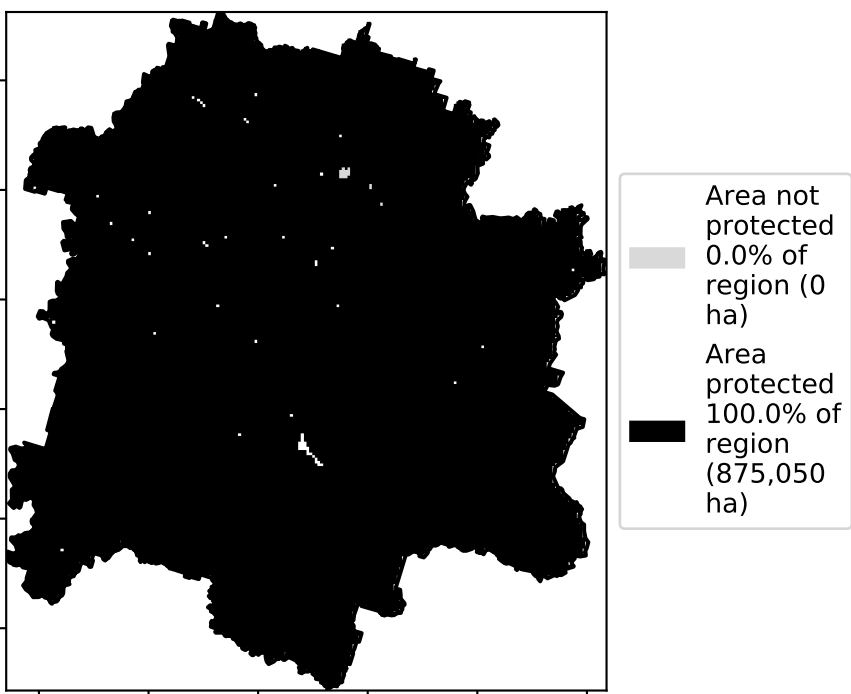 Area not
protected
0.0% of
region (0
ha)
Area
protected
100.0% of
region
(875,050
ha)